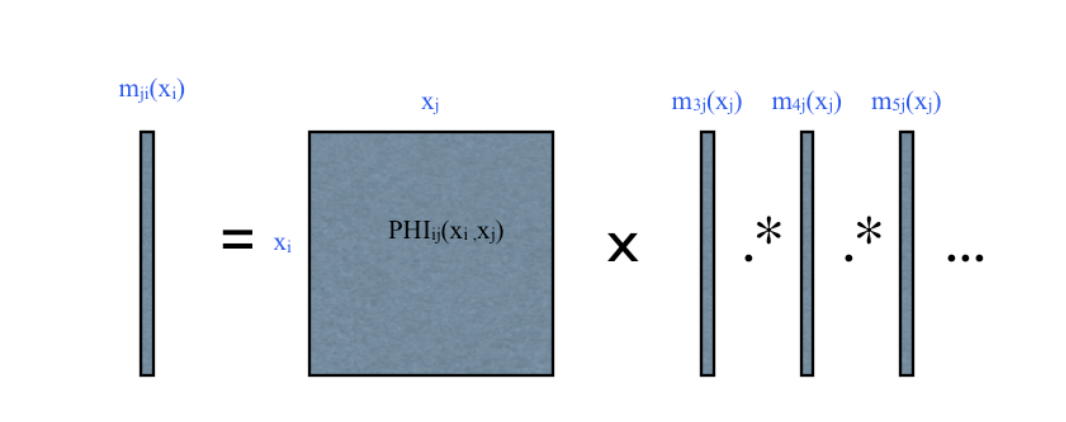 mji(xi)
xj
m3j(xj) m4j(xj) m5j(xj)
= xi PHIij(xi ,xj) x .* .* ...